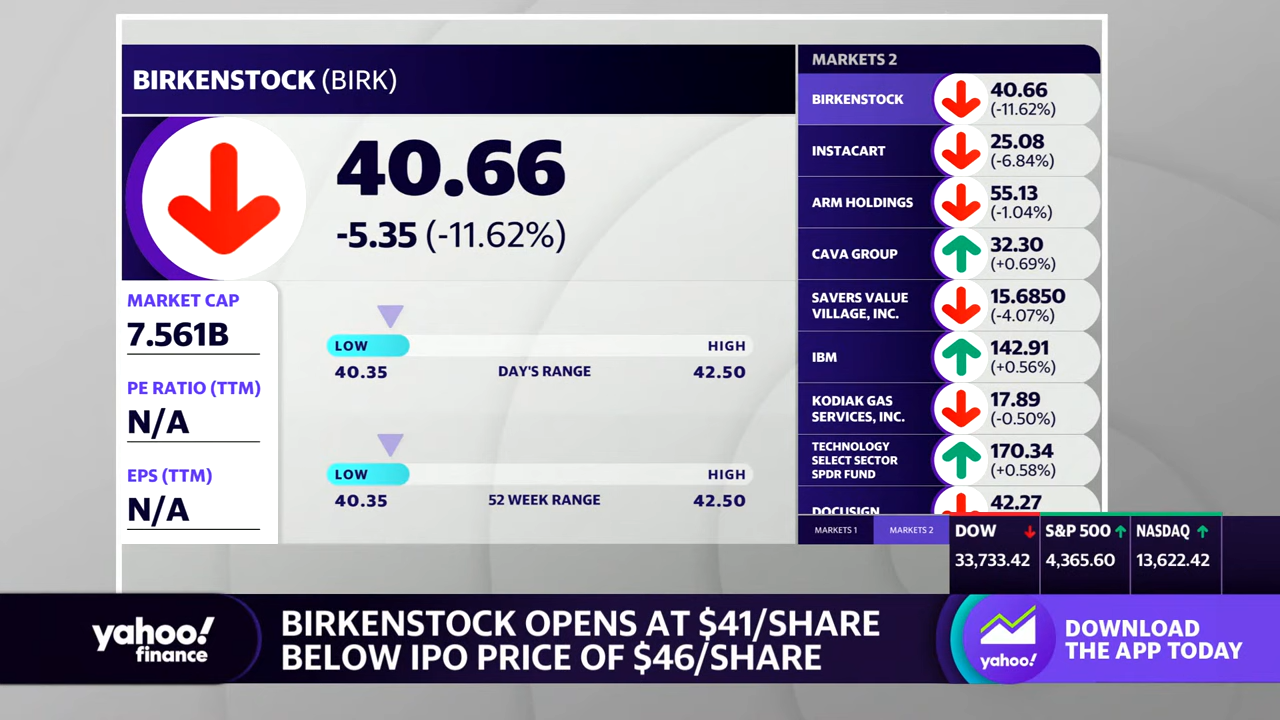 BIRKENSTOCK (BIRK)
40.66
-5.35 (-11.62%)
MARKET CAP
7.561B
PE RATIO (TTM)
N/A
EPS (TTM)
N/A
LOW HIGH
40.35 DAY'S RANGE 42.50
LOW HIGH
40.35 52 WEEK RANGE 42.50
MARKETS 2
BIRKENSTOCK 40.66
(-11.62%)
INSTACART 25.08
(-6.84%)
ARM HOLDINGS 55.13
(-1.04%)
CAVA GROUP 32.30
(+0.69%)
SAVERS VALUE
VILLAGE, INC.
15.6850
(-4.07%)
IBM 142.91
(+0.56%)
KODIAK GAS
SERVICES, INC.
17.89
(-0.50%)
TECHNOLOGY
SELECT SECTOR
SPDR FUND
170.34
(+0.58%)
DOCUSIGN 42.27
MARKETS 1 MARKETS 2
DOW S&P 500 NASDAQ
33,733.42 4,365.60 13,622.42
yahoo!
finance
BIRKENSTOCK OPENS AT $41/SHARE
BELOW IPO PRICE OF $46/SHARE
yahoo!
DOWNLOAD
THE APP TODAY